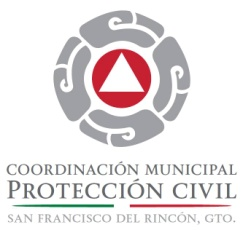 COORDINACIÓN MUNICIPAL
PROTECCIÓN CIVIL
SAN FRANCISCO DEL RINCÓN, GTO.